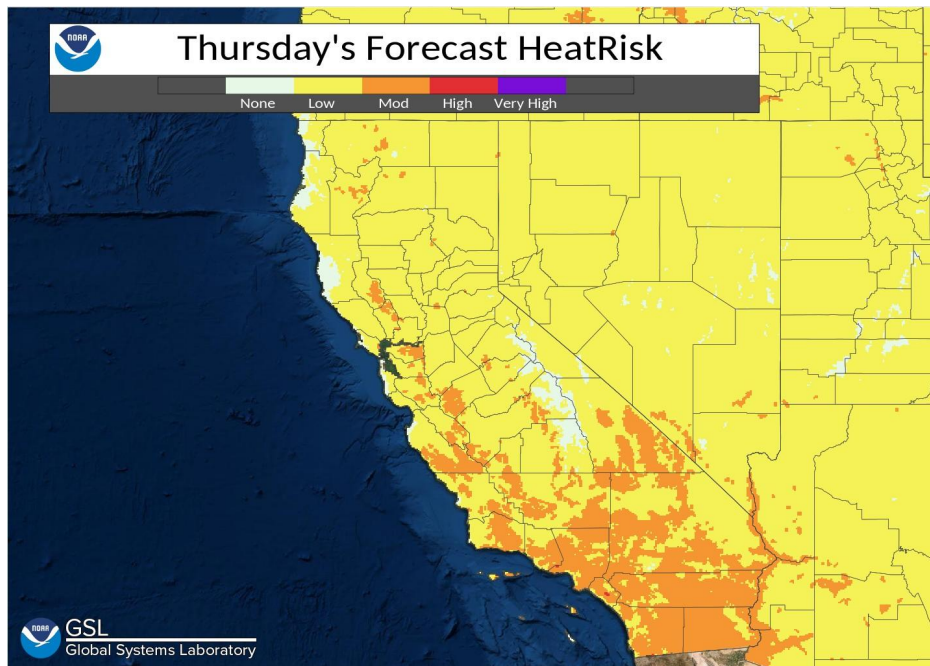 NOAA
Thursday's Forecast HeatRisk
None Low Mod High Very High
NOAA
GSL
Global Systems Laboratory